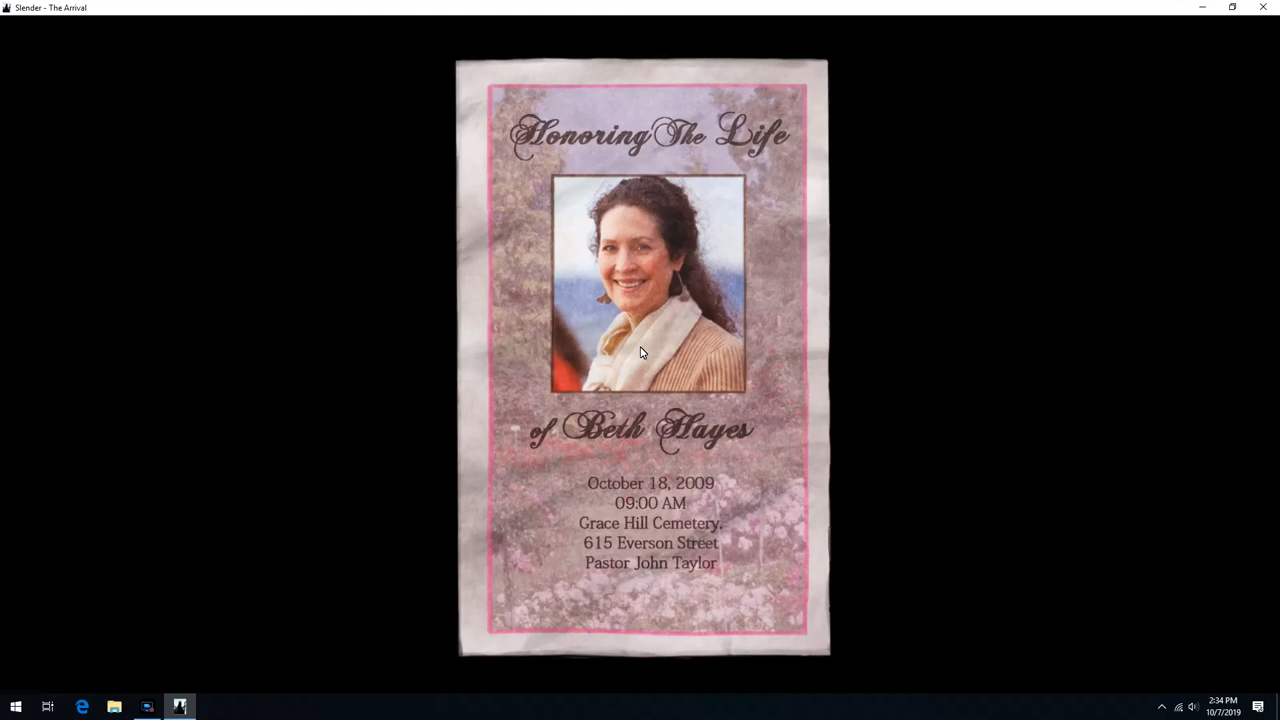 Slender - The Arrival
Honoring The Life
of Beth Hayes
October 18, 2009
09:00 AM
Grace Hill Cemetery,
615 Everson Street
Pastor John Taylor
2:34 PM
10/7/2019